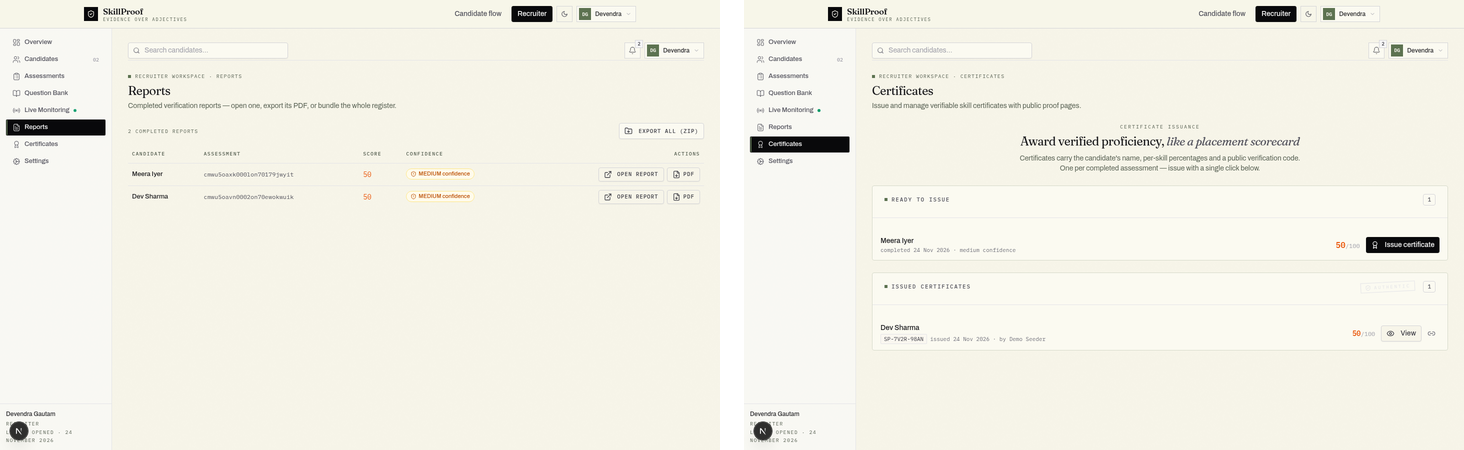 SkillProof
EVIDENCE OVER ADJECTIVES
Candidate flow
Recruiter
DG
Devendra
Overview
Candidates
02
Assessments
Question Bank
Live Monitoring
Reports
Certificates
Settings
Search candidates...
2
DG
Devendra
RECRUITER WORKSPACE · REPORTS
Reports
Completed verification reports — open one, export its PDF, or bundle the whole register.
2 COMPLETED REPORTS
EXPORT ALL (ZIP)
CANDIDATE ASSESSMENT SCORE CONFIDENCE ACTIONS
Meera Iyer 50 MEDIUM confidence OPEN REPORT PDF
Dev Sharma 50 MEDIUM confidence OPEN REPORT PDF
Devendra Gautam
OPENED · 24
2026
N
SkillProof
EVIDENCE OVER ADJECTIVES
Candidate flow
Recruiter
DG
Devendra
Overview
Candidates
02
Assessments
Question Bank
Live Monitoring
Reports
Certificates
Settings
Search candidates...
2
DG
Devendra
RECRUITER WORKSPACE · CERTIFICATES
Certificates
Issue and manage verifiable skill certificates with public proof pages.
CERTIFICATE ISSUANCE
Award verified proficiency, like a placement scorecard
Certificates carry the candidate's name, per-skill percentages and a public verification code.
One per completed assessment — issue with a single click below.
READY TO ISSUE
1
Meera Iyer
completed 24 Nov 2026 · medium confidence
50/100
Issue certificate
ISSUED CERTIFICATES
1
Dev Sharma
SP-7V2R-98AN issued 24 Nov 2026 · by Demo Seeder
50/100
View
Devendra Gautam
OPENED · 24
2026
N